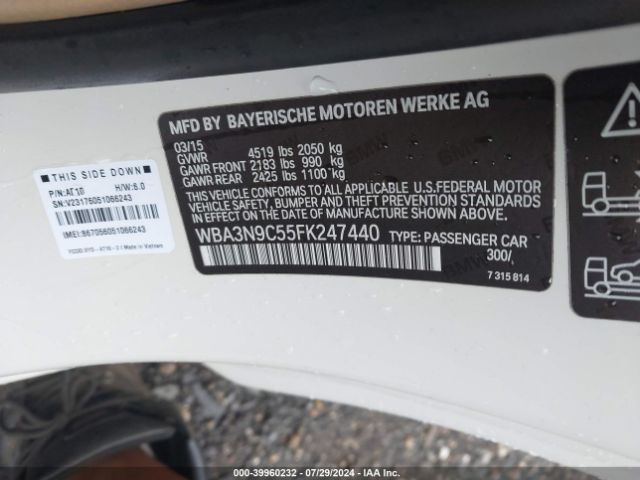 MFD BY BAYERISCHE MOTOREN WERKE AG
03/15
GVWR 4519 lbs 2050 kg
GAWR FRONT 2183 lbs 990 kg
GAWR REAR 2425 lbs 1100 kg
THIS VEHICLE CONFORMS TO ALL APPLICABLE U.S.FEDERAL MOTOR
VEHICLE SAFETY, BUMPER AND THEFT PREVENTION STANDARDS
IN EFFECT ON THE DATE OF MANUFACTURE SHOWN ABOVE.
WBA3N9C55FK247440 TYPE: PASSENGER CAR
300/
7 315 814
THIS SIDE DOWN
P/N:AT10 H/W:6.0
SN:V23176051066243
IMEI:867056051066243
Made in Vietnam
000-39960232 - 07/29/2024 - IAA Inc.